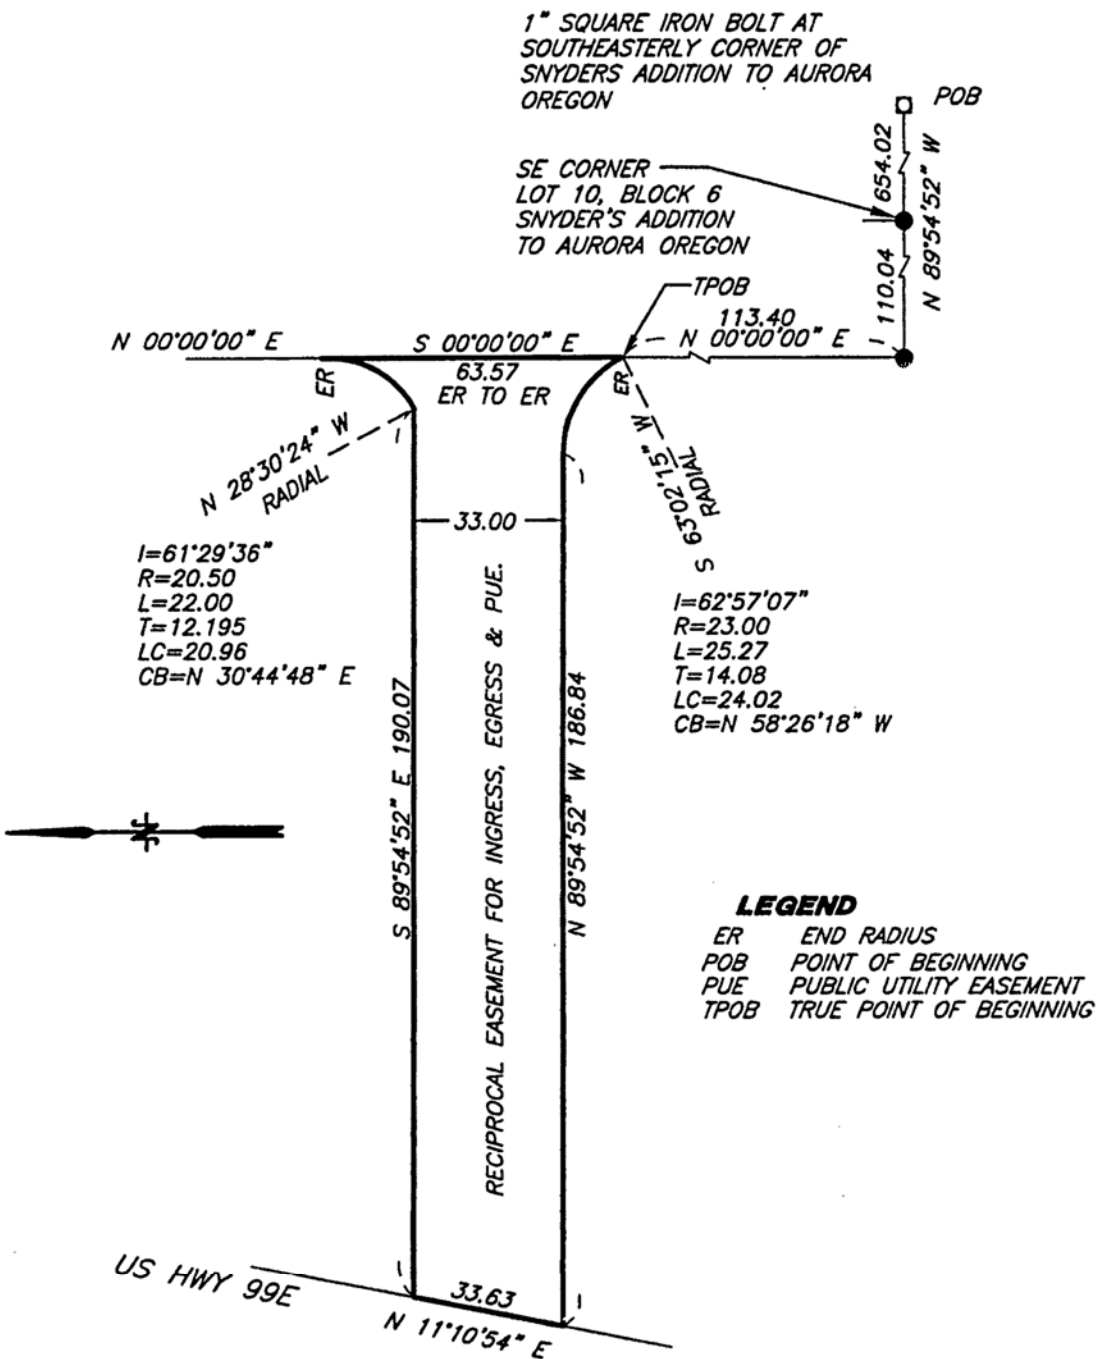 1" SQUARE IRON BOLT AT
SOUTHEASTERLY CORNER OF
SNYDERS ADDITION TO AURORA
OREGON
POB
654.02
N 89°54'52" W
SE CORNER
LOT 10, BLOCK 6
SNYDER'S ADDITION
TO AURORA OREGON
110.04
TPOB
113.40
N 00°00'00" E
S 00°00'00" E
N 00°00'00" E
63.57
ER TO ER
ER
ER
N 28°30'24" W
RADIAL
S 63°02'15" W
RADIAL
33.00
I=61°29'36"
R=20.50
L=22.00
T=12.195
LC=20.96
CB=N 30°44'48" E
I=62°57'07"
R=23.00
L=25.27
T=14.08
LC=24.02
CB=N 58°26'18" W
S 89°54'52" E 190.07
RECIPROCAL EASEMENT FOR INGRESS, EGRESS & PUE.
N 89°54'52" W 186.84
N
LEGEND
ER END RADIUS
POB POINT OF BEGINNING
PUE PUBLIC UTILITY EASEMENT
TPOB TRUE POINT OF BEGINNING
US HWY 99E
33.63
N 11°10'54" E